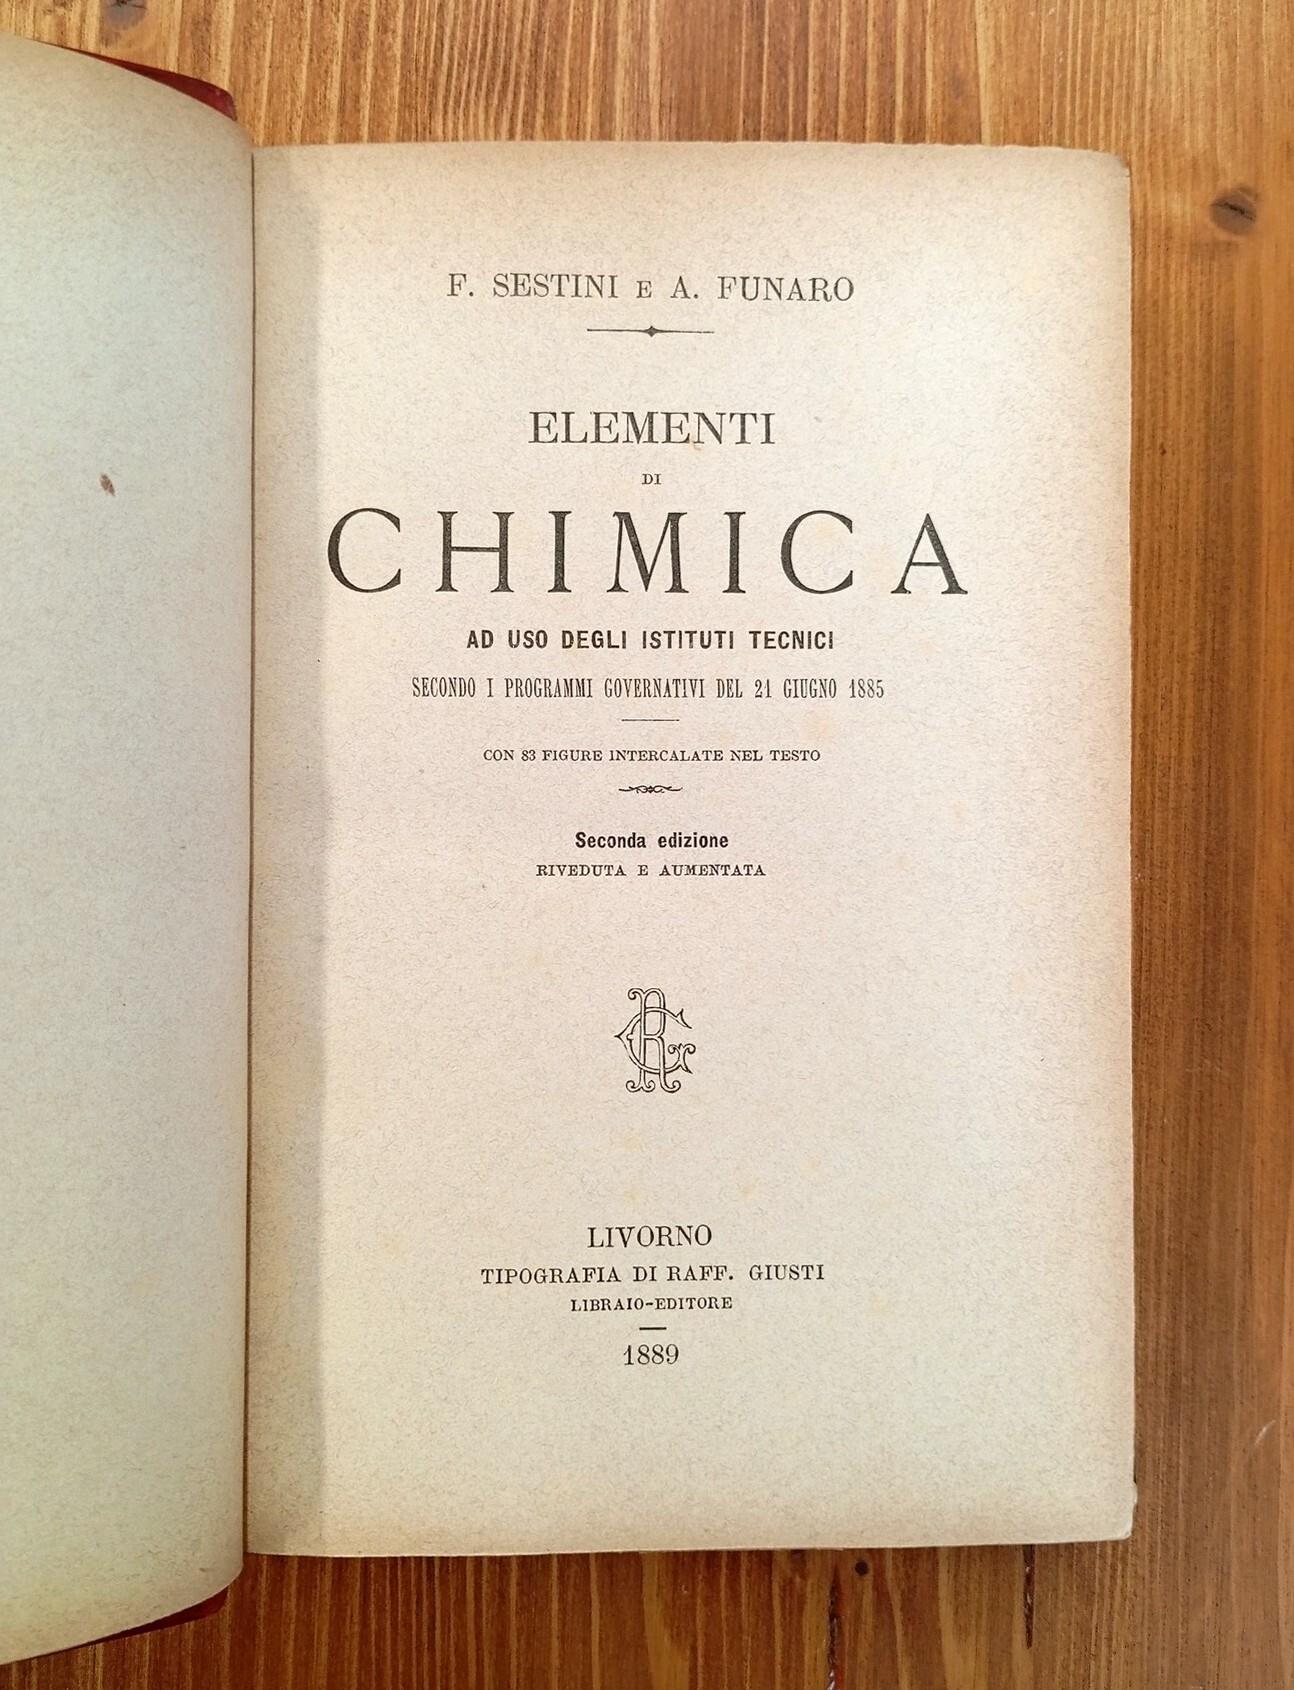 F. SESTINI E A. FUNARO
ELEMENTI
DI
CHIMICA
AD USO DEGLI ISTITUTI TECNICI
SECONDO I PROGRAMMI GOVERNATIVI DEL 21 GIUGNO 1885
CON 83 FIGURE INTERCALATE NEL TESTO
Seconda edizione
RIVEDUTA E AUMENTATA
RG
LIVORNO
TIPOGRAFIA DI RAFF. GIUSTI
LIBRAIO-EDITORE
1889